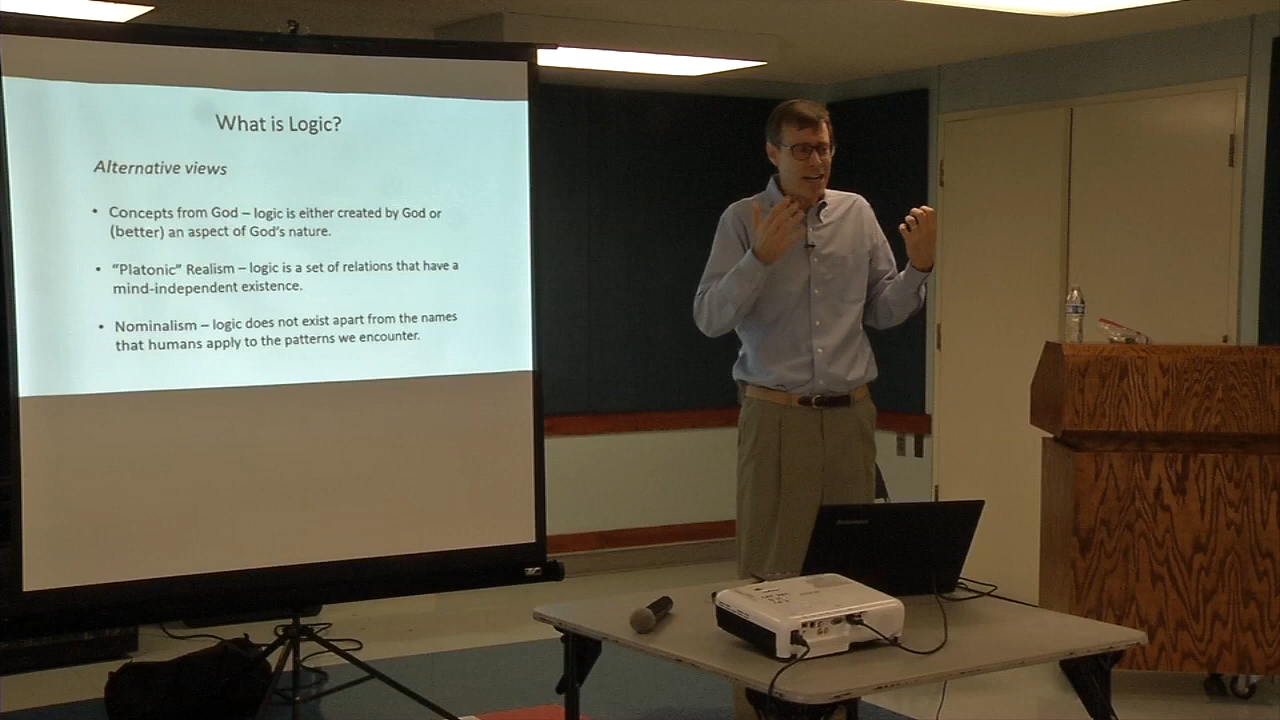 What is Logic?
Alternative views
• Concepts from God – logic is either created by God or
(better) an aspect of God's nature.
• "Platonic" Realism – logic is a set of relations that have a
mind-independent existence.
• Nominalism – logic does not exist apart from the names
that humans apply to the patterns we encounter.